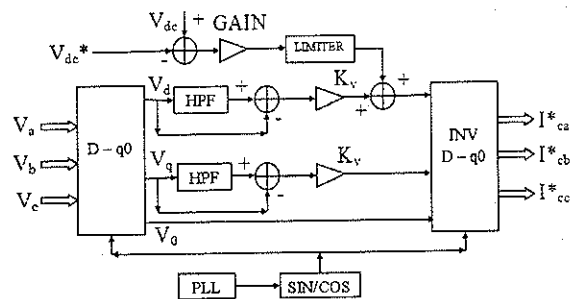 V_dc + GAIN
V_dc* - LIMITER
V_d HPF + - K_v + +
V_a
V_b D-q0 INV D-q0 I*_ca
V_c V_q HPF + - K_v I*_cb
I*_cc
V_0
PLL SIN/COS